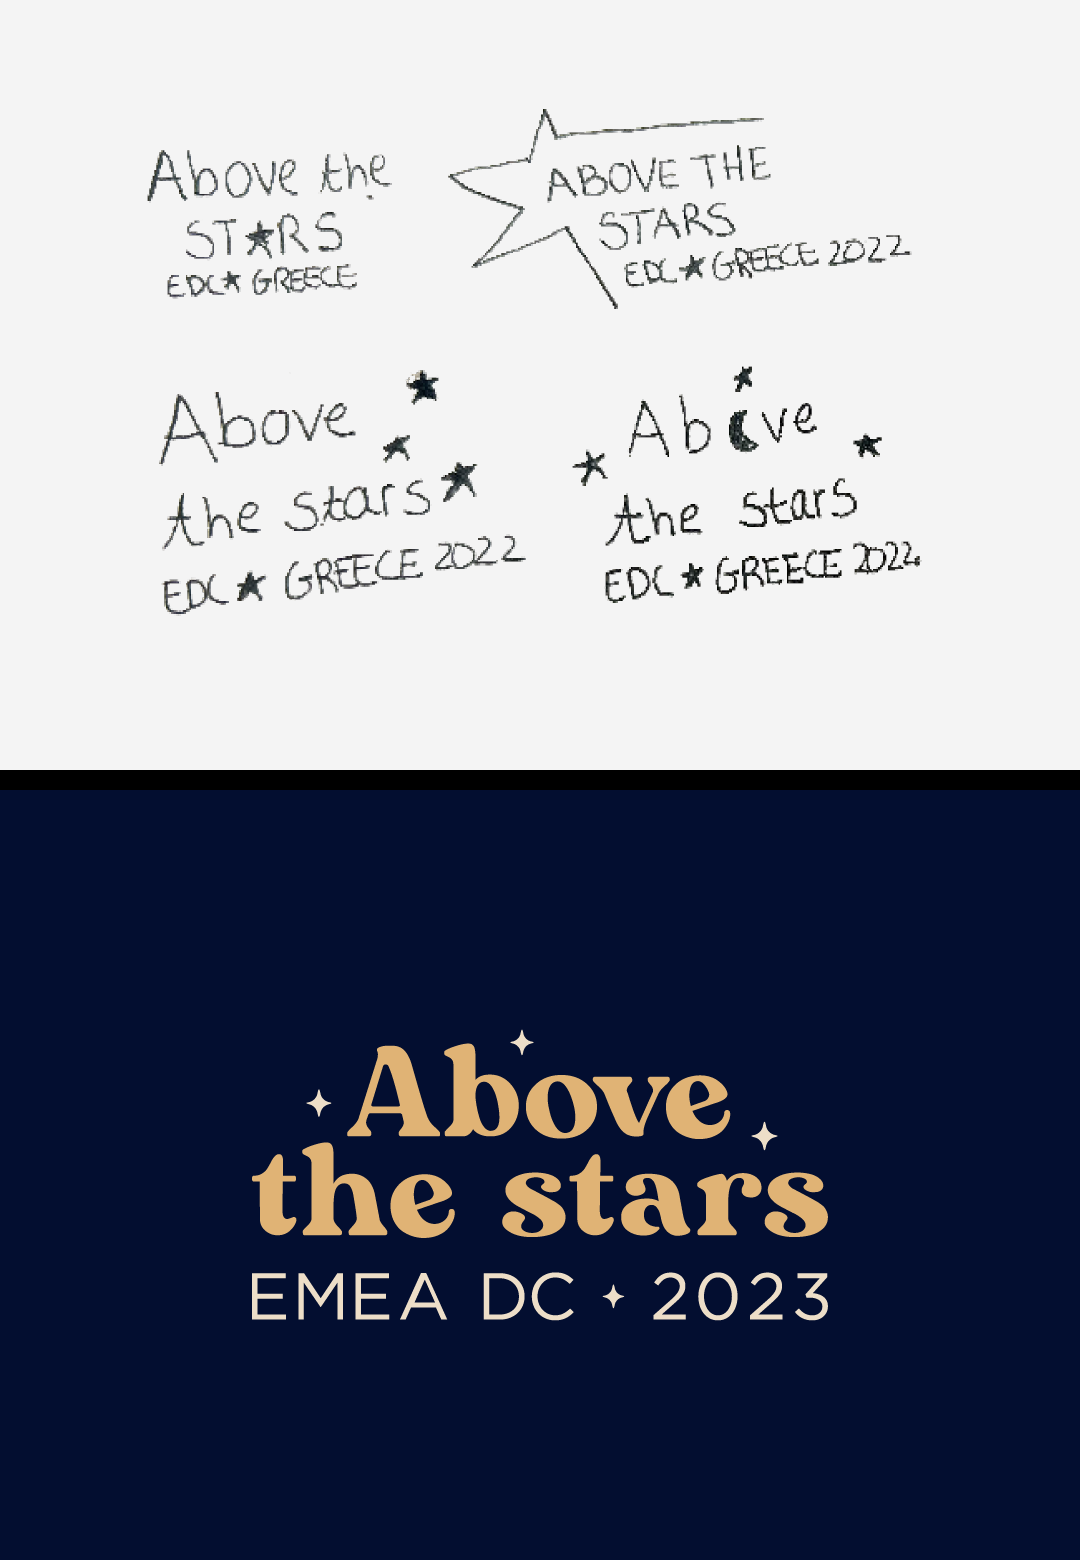 Above the
ST★RS
EDC★GREECE
ABOVE THE
STARS
EDC★GREECE 2022
Above
the stars
EDC★GREECE 2022
Ab☾ve
the stars
EDC★GREECE 2022
Above
the stars
EMEA DC ✦ 2023